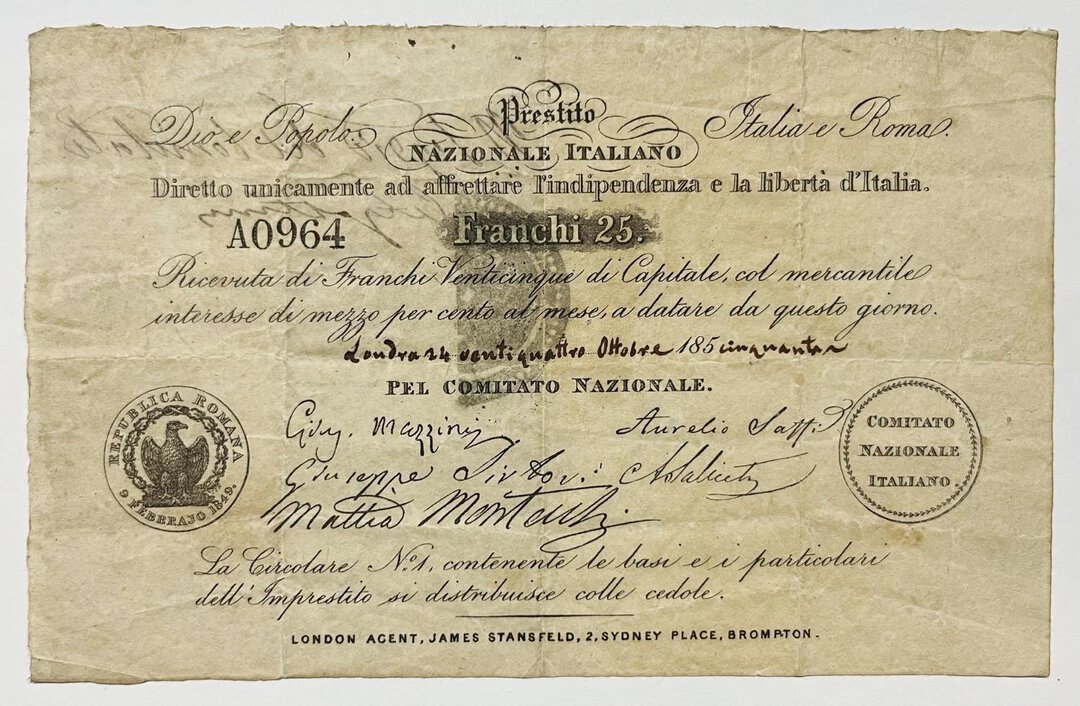 Dio e Popolo. Prestito Italia e Roma.
NAZIONALE ITALIANO
Diretto unicamente ad affrettare l'indipendenza e la libertà d'Italia.
A0964 Franchi 25.
Ricevuta di Franchi Venticinque di Capitale, col mercantile
interesse di mezzo per cento al mese, a datare da questo giorno.
Londra 24 ventiquattro Ottobre 185
PEL COMITATO NAZIONALE.
REPUBLICA ROMANA
9 FEBBRAJO 1849.
Mazzini Aurelio Saffi
Giuseppe Sirtori ASaliceti
Mattia Montecchi
COMITATO
NAZIONALE
ITALIANO.
La Circolare No. 1, contenente le basi e i particolari
dell'Imprestito si distribuisce colle cedole.
LONDON AGENT, JAMES STANSFELD, 2, SYDNEY PLACE, BROMPTON.